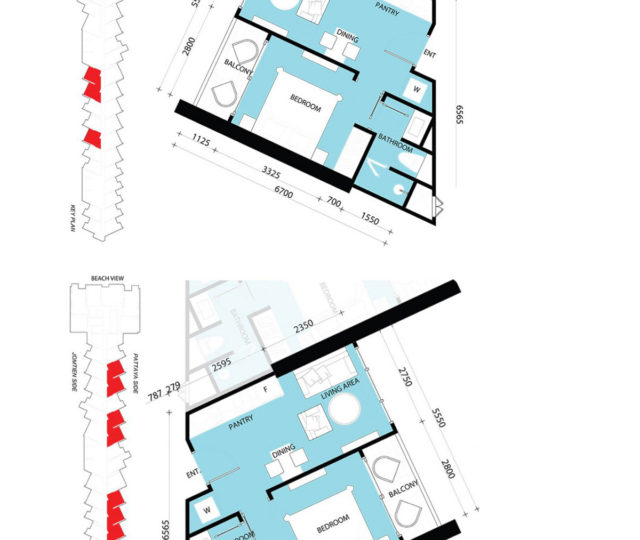 PANTRY
DINING
ENT
2800
BALCONY
W
BEDROOM
6565
BATHROOM
1125
3325
6700
700
1550
KEY PLAN
BEACH VIEW
JOMTIEN SIDE
PATTAYA SIDE
BEDROOM
BATHROOM
2350
2595
787 279
F
LIVING AREA
2750
PANTRY
5550
DINING
ENT.
2800
BALCONY
W
6565
BEDROOM